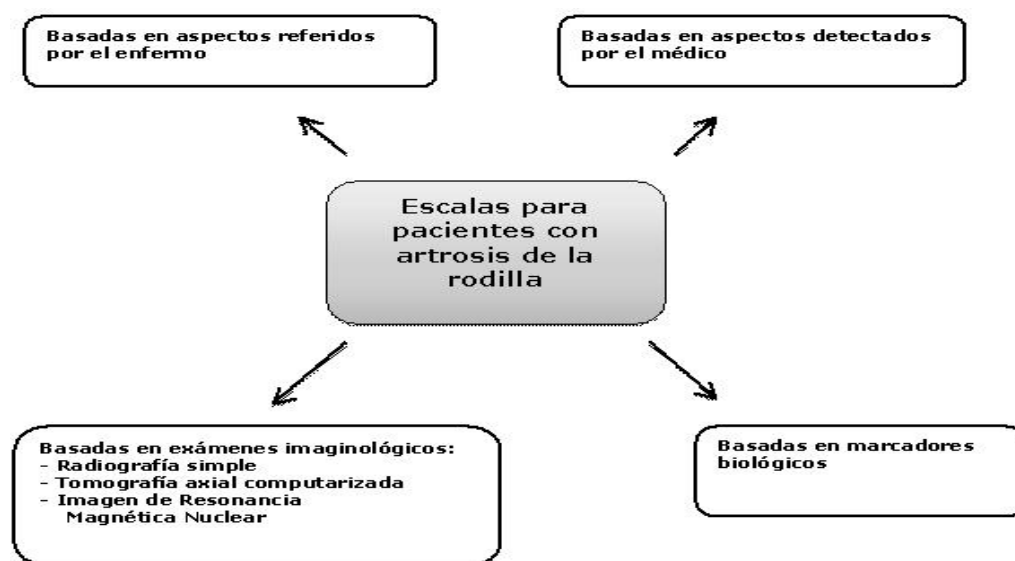 Basadas en aspectos referidos
por el enfermo
Basadas en aspectos detectados
por el médico
Escalas para
pacientes con
artrosis de la
rodilla
Basadas en exámenes imaginológicos:
- Radiografía simple
- Tomografía axial computarizada
- Imagen de Resonancia
Magnética Nuclear
Basadas en marcadores
biológicos